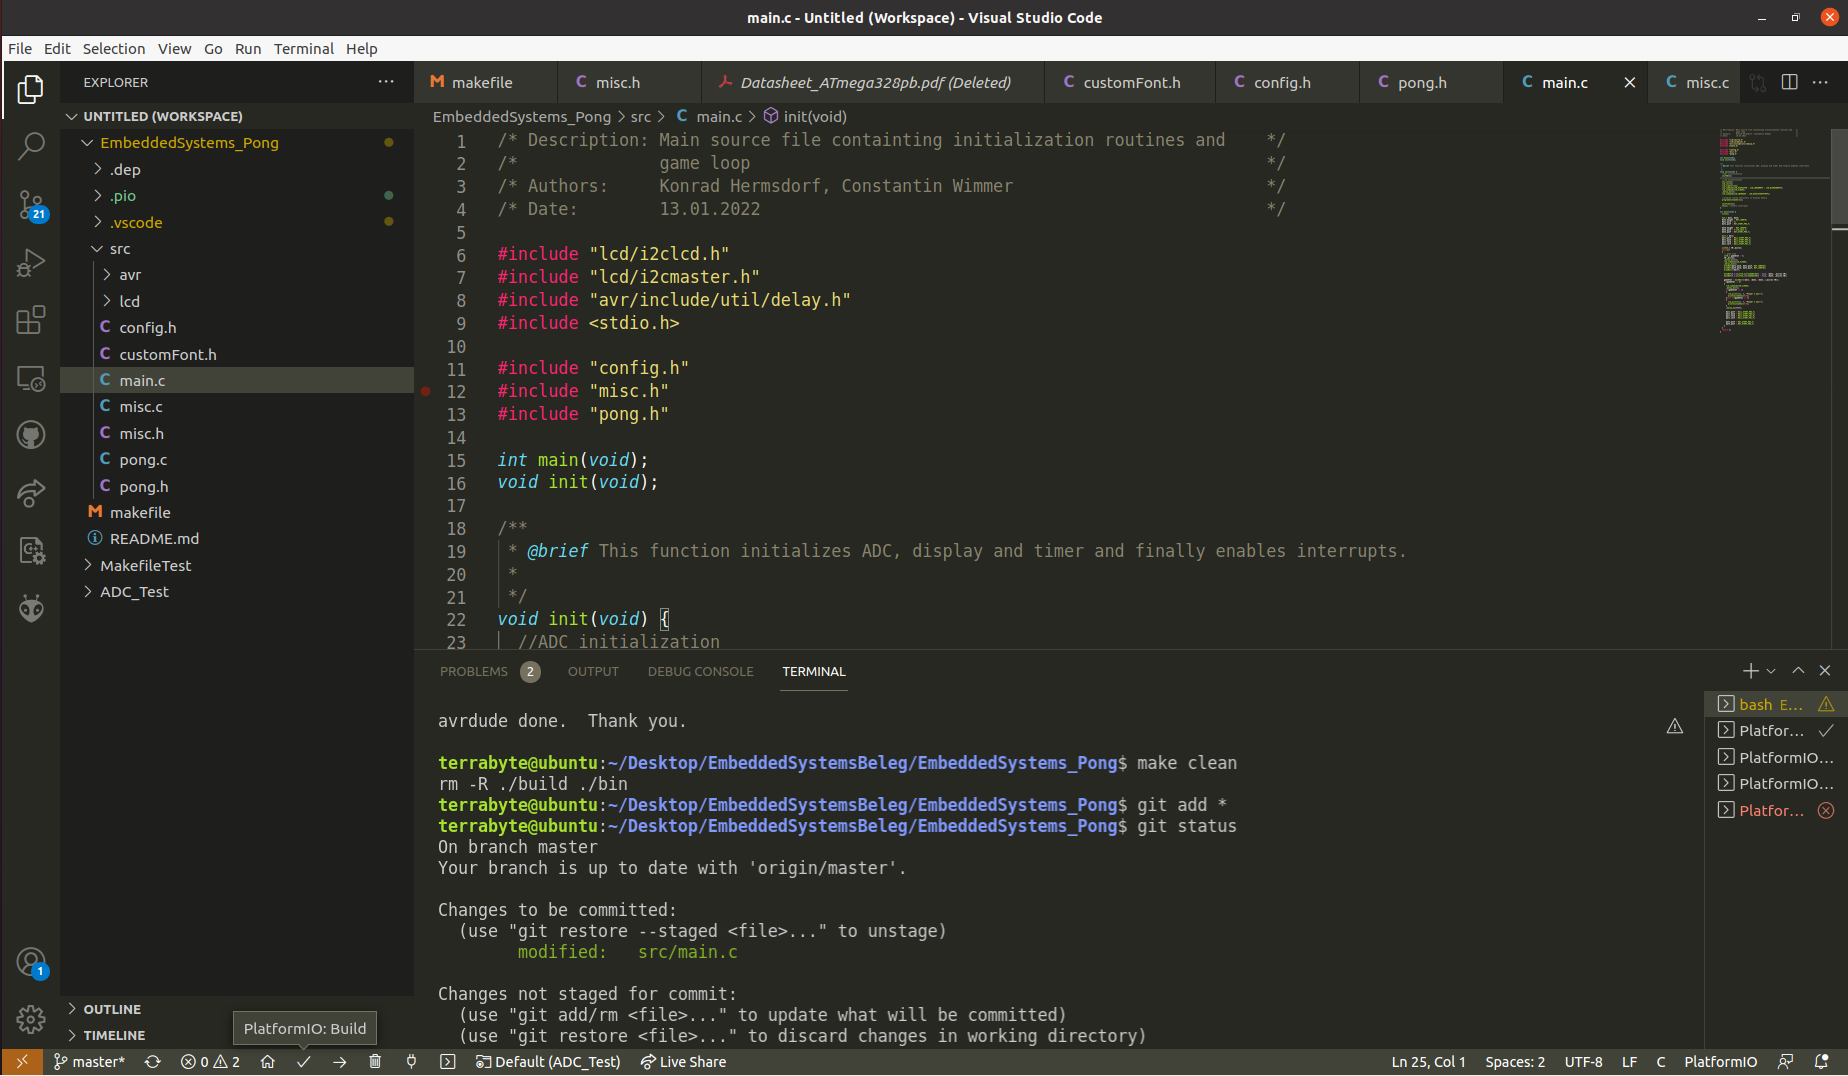 main.c - Untitled (Workspace) - Visual Studio Code
File Edit Selection View Go Run Terminal Help
EXPLORER
UNTITLED (WORKSPACE)
EmbeddedSystems_Pong
.dep
.pio
.vscode
src
avr
lcd
C config.h
C customFont.h
C main.c
C misc.c
C misc.h
C pong.c
C pong.h
M makefile
README.md
MakefileTest
ADC_Test
OUTLINE
TIMELINE
21
1
PlatformIO: Build
M makefile C misc.h Datasheet_ATmega328pb.pdf (Deleted) C customFont.h C config.h C pong.h C main.c C misc.c
EmbeddedSystems_Pong > src > C main.c > init(void)
1 /* Description: Main source file containting initialization routines and */
2 /* game loop */
3 /* Authors: Konrad Hermsdorf, Constantin Wimmer */
4 /* Date: 13.01.2022 */
5
6 #include "lcd/i2clcd.h"
7 #include "lcd/i2cmaster.h"
8 #include "avr/include/util/delay.h"
9 #include <stdio.h>
10
11 #include "config.h"
12 #include "misc.h"
13 #include "pong.h"
14
15 int main(void);
16 void init(void);
17
18 /**
19 * @brief This function initializes ADC, display and timer and finally enables interrupts.
20 *
21 */
22 void init(void) {
23 //ADC initialization
PROBLEMS 2 OUTPUT DEBUG CONSOLE TERMINAL
avrdude done. Thank you.
terrabyte@ubuntu:~/Desktop/EmbeddedSystemsBeleg/EmbeddedSystems_Pong$ make clean
rm -R ./build ./bin
terrabyte@ubuntu:~/Desktop/EmbeddedSystemsBeleg/EmbeddedSystems_Pong$ git add *
terrabyte@ubuntu:~/Desktop/EmbeddedSystemsBeleg/EmbeddedSystems_Pong$ git status
On branch master
Your branch is up to date with 'origin/master'.
Changes to be committed:
(use "git restore --staged <file>..." to unstage)
modified: src/main.c
Changes not staged for commit:
(use "git add/rm <file>..." to update what will be committed)
(use "git restore <file>..." to discard changes in working directory)
bash E...
Platfor...
PlatformIO...
PlatformIO...
Platfor...
master* 0 2 Default (ADC_Test) Live Share Ln 25, Col 1 Spaces: 2 UTF-8 LF C PlatformIO